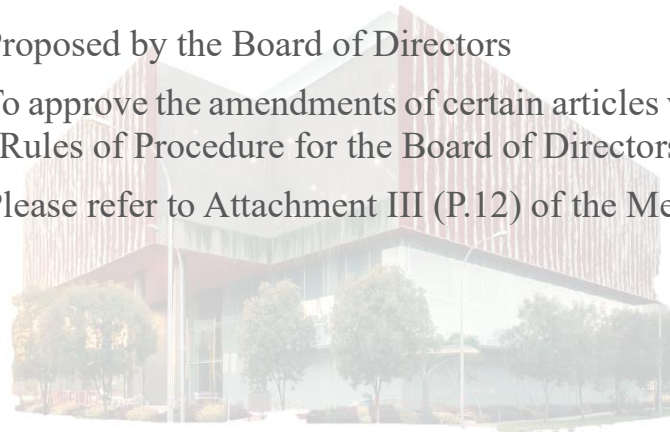 Proposed by the Board of Directors
To approve the amendments of certain articles
Rules of Procedure for the Board of Directors
Please refer to Attachment III (P.12) of the Me